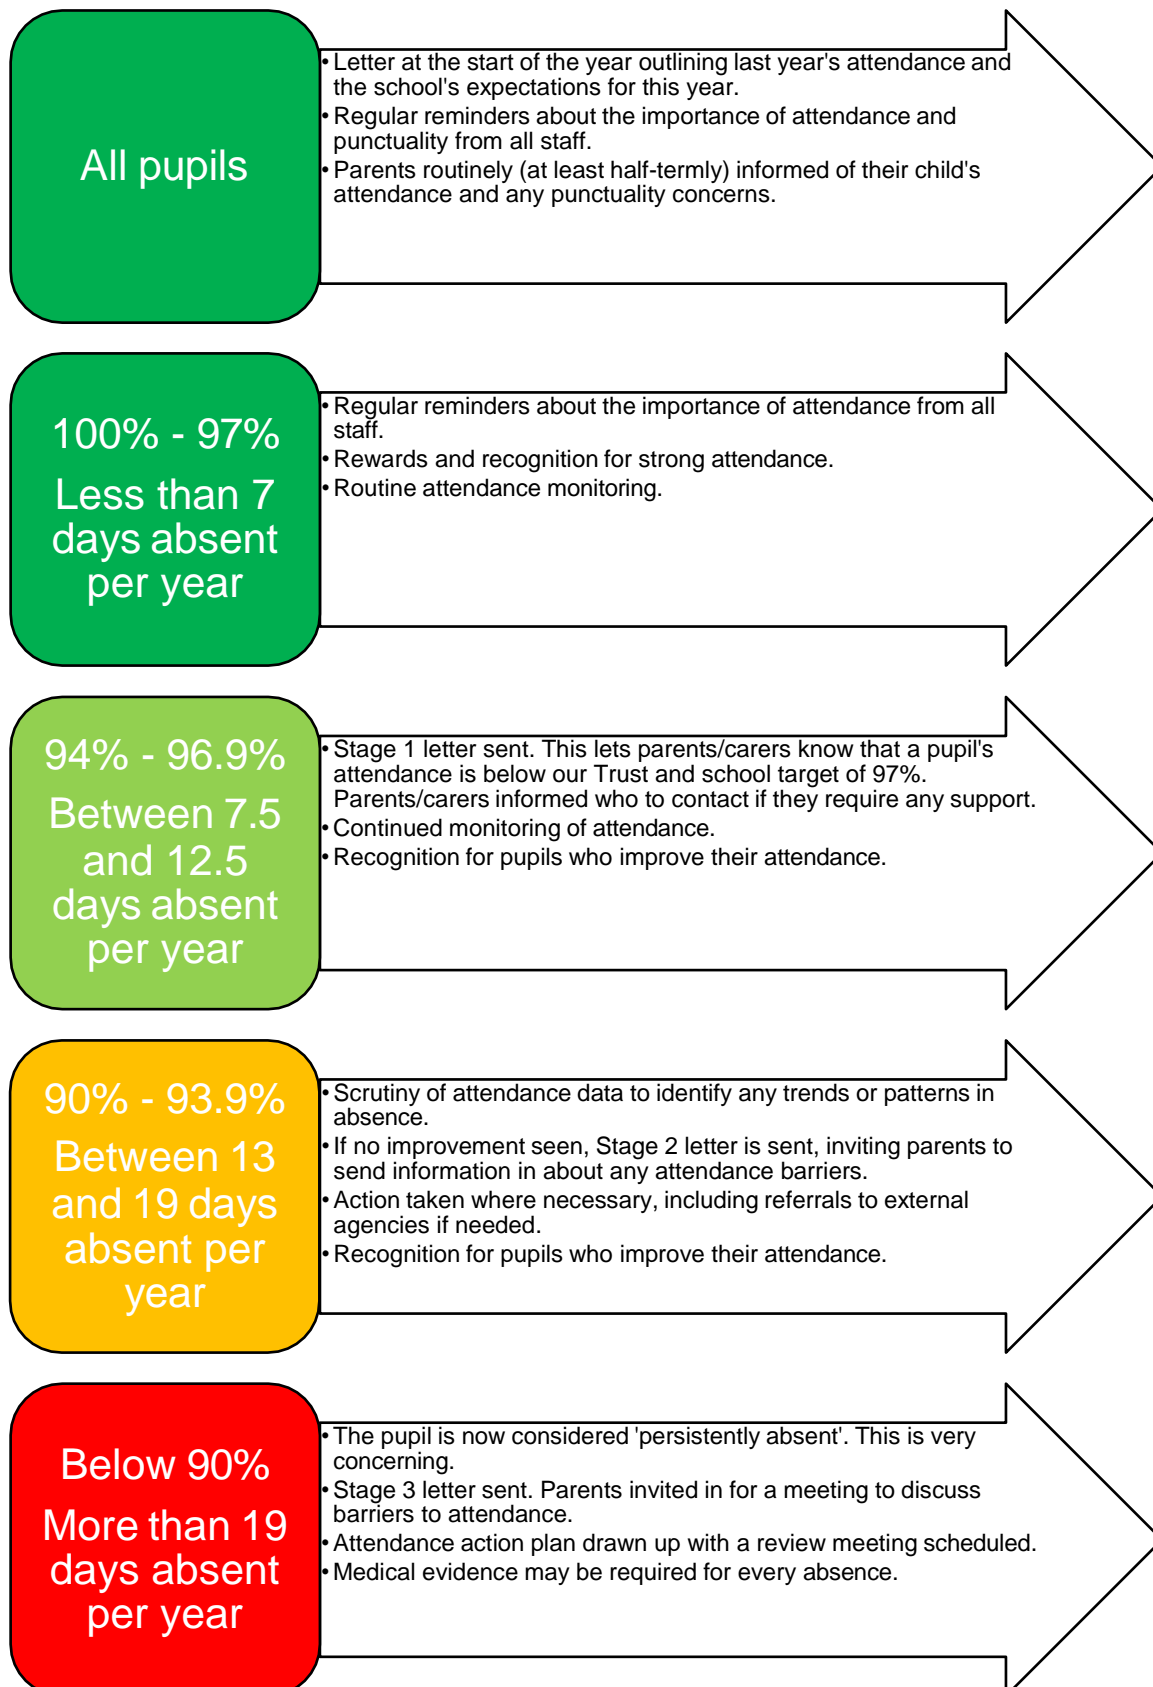 All pupils
• Letter at the start of the year outlining last year's attendance and
the school's expectations for this year.
• Regular reminders about the importance of attendance and
punctuality from all staff.
• Parents routinely (at least half-termly) informed of their child's
attendance and any punctuality concerns.
100% - 97%
Less than 7
days absent
per year
• Regular reminders about the importance of attendance from all
staff.
• Rewards and recognition for strong attendance.
• Routine attendance monitoring.
94% - 96.9%
Between 7.5
and 12.5
days absent
per year
• Stage 1 letter sent. This lets parents/carers know that a pupil's
attendance is below our Trust and school target of 97%.
Parents/carers informed who to contact if they require any support.
• Continued monitoring of attendance.
• Recognition for pupils who improve their attendance.
90% - 93.9%
Between 13
and 19 days
absent per
year
• Scrutiny of attendance data to identify any trends or patterns in
absence.
• If no improvement seen, Stage 2 letter is sent, inviting parents to
send information in about any attendance barriers.
• Action taken where necessary, including referrals to external
agencies if needed.
• Recognition for pupils who improve their attendance.
Below 90%
More than 19
days absent
per year
• The pupil is now considered 'persistently absent'. This is very
concerning.
• Stage 3 letter sent. Parents invited in for a meeting to discuss
barriers to attendance.
• Attendance action plan drawn up with a review meeting scheduled.
• Medical evidence may be required for every absence.